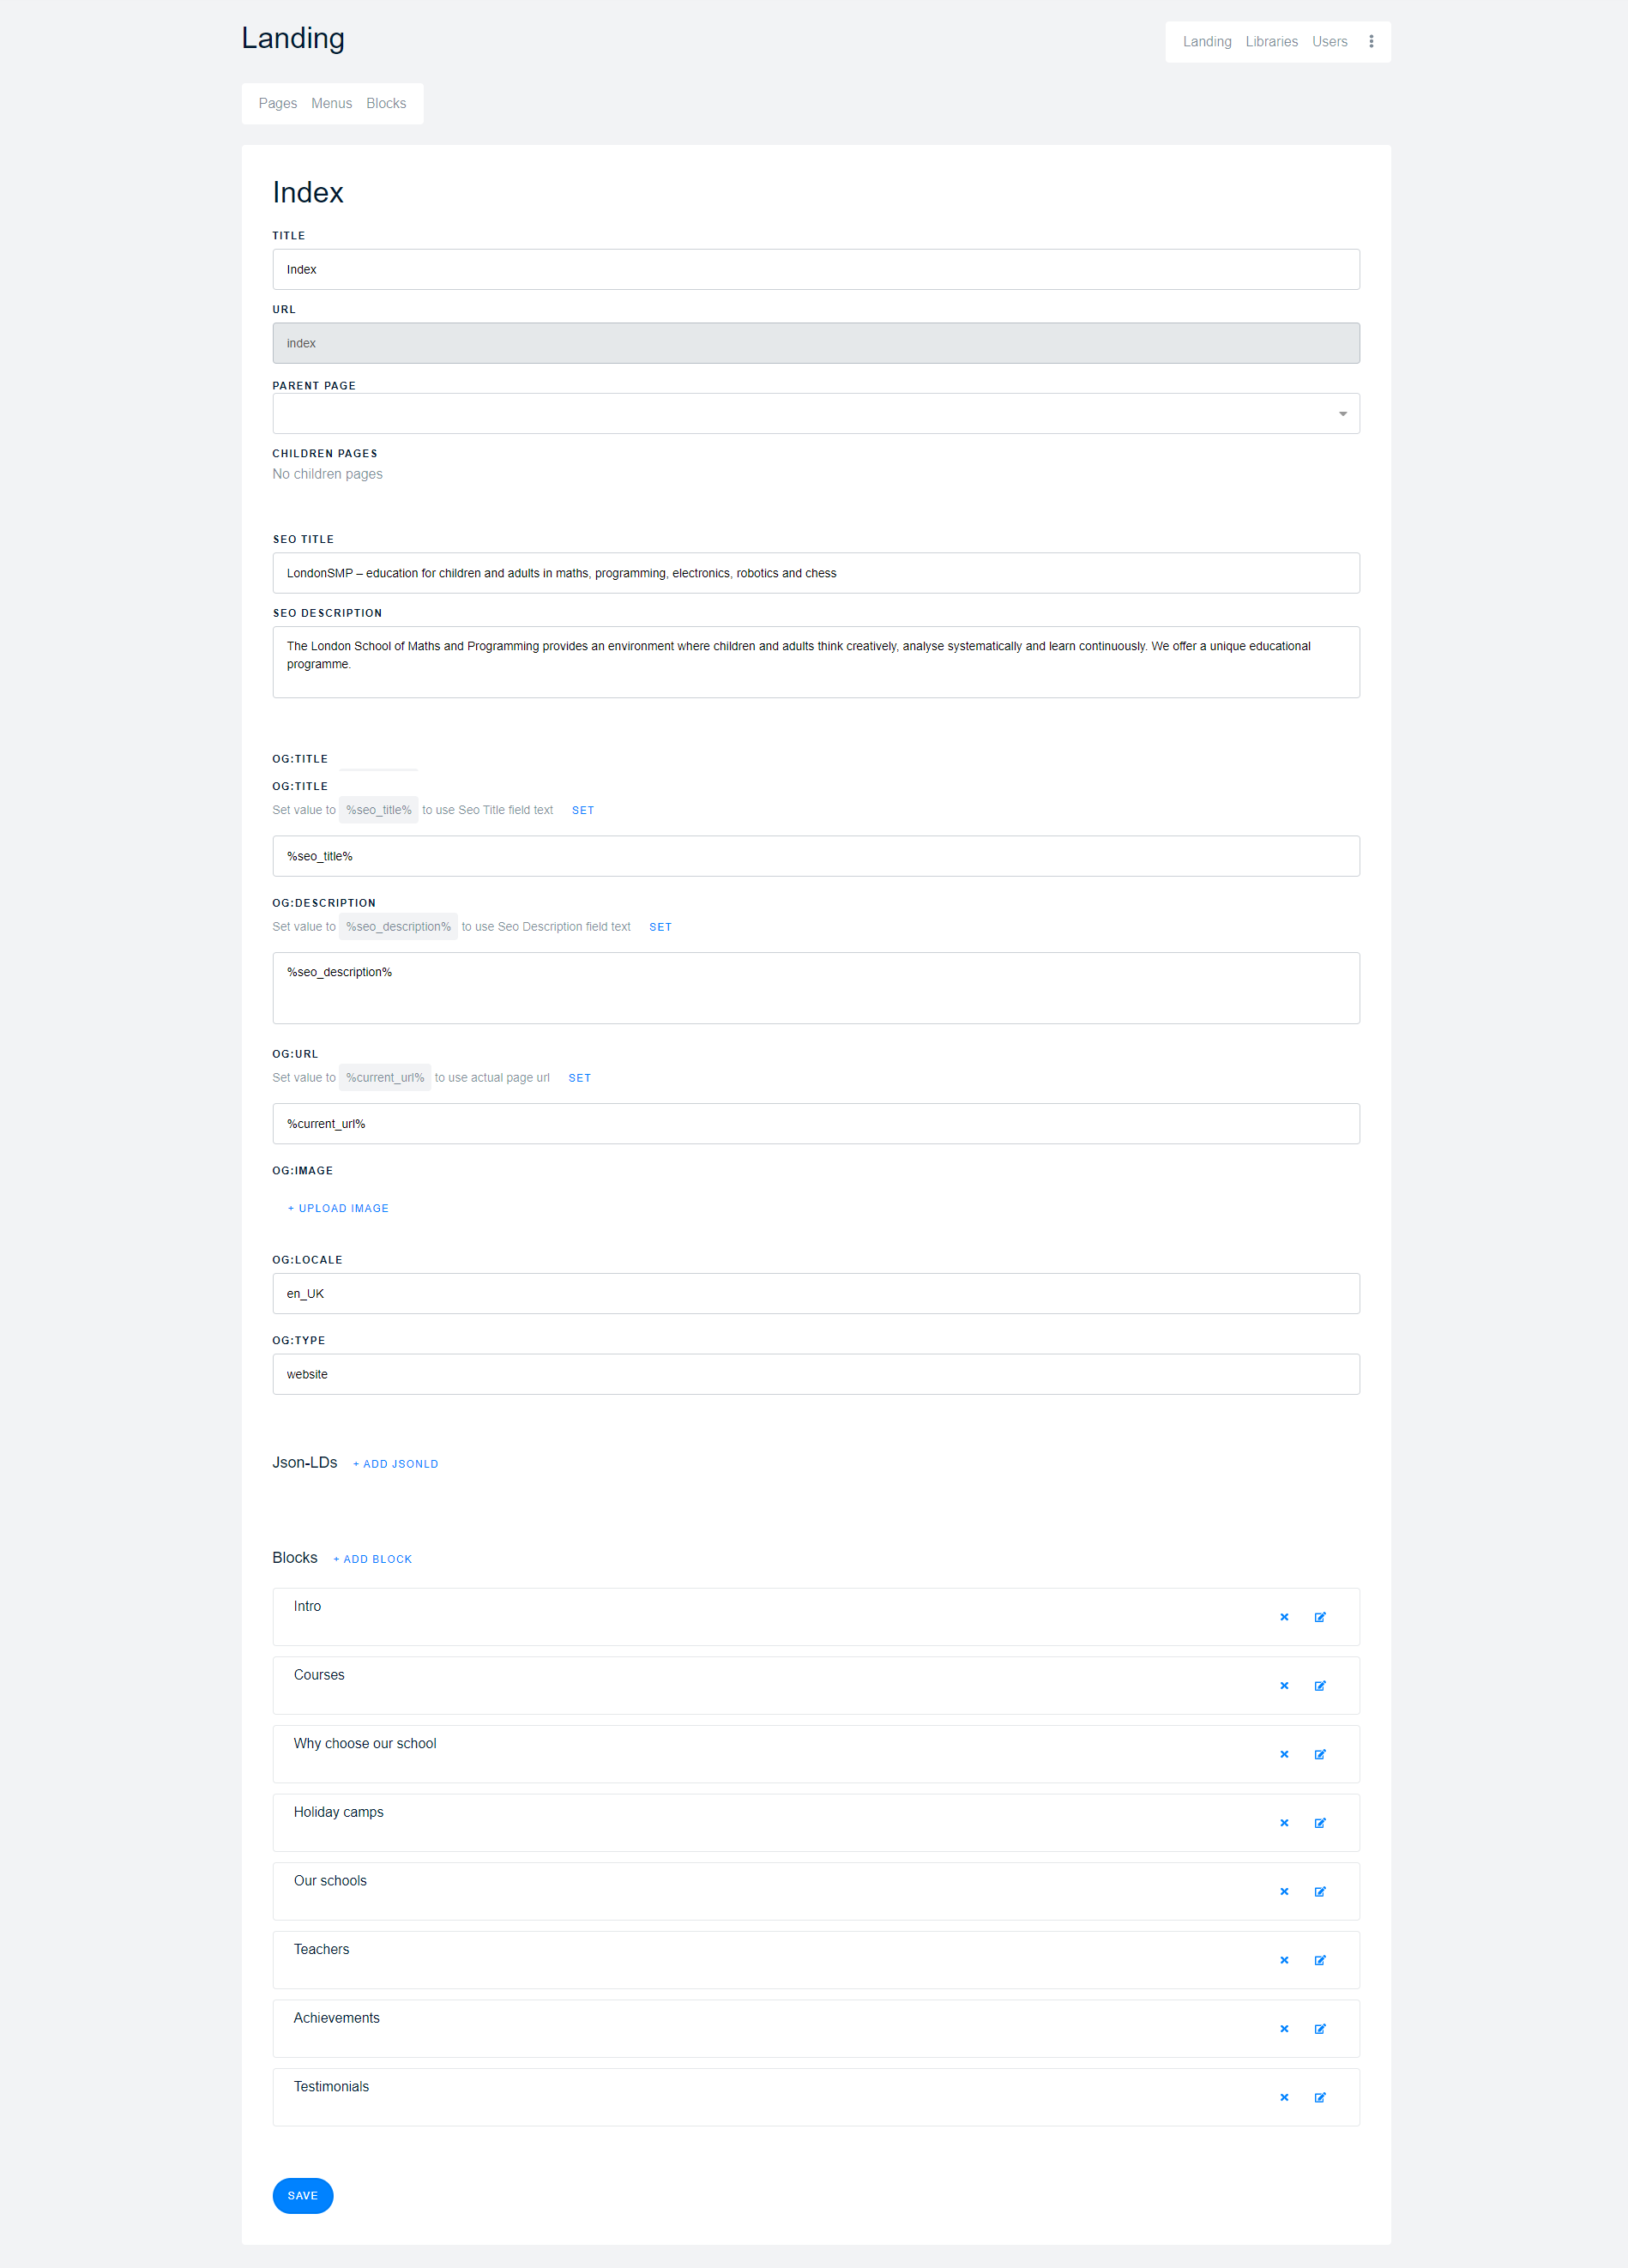 Landing
Landing Libraries Users
Pages Menus Blocks
Index
TITLE
Index
URL
index
PARENT PAGE
CHILDREN PAGES
No children pages
SEO TITLE
LondonSMP – education for children and adults in maths, programming, electronics, robotics and chess
SEO DESCRIPTION
The London School of Maths and Programming provides an environment where children and adults think creatively, analyse systematically and learn continuously. We offer a unique educational
programme.
OG:TITLE
OG:TITLE
Set value to %seo_title% to use Seo Title field text SET
%seo_title%
OG:DESCRIPTION
Set value to %seo_description% to use Seo Description field text SET
%seo_description%
OG:URL
Set value to %current_url% to use actual page url SET
%current_url%
OG:IMAGE
+ UPLOAD IMAGE
OG:LOCALE
en_UK
OG:TYPE
website
Json-LDs + ADD JSONLD
Blocks + ADD BLOCK
Intro
Courses
Why choose our school
Holiday camps
Our schools
Teachers
Achievements
Testimonials
SAVE